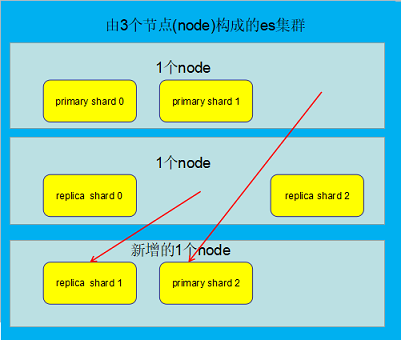 由3个节点(node)构成的es集群
1个node
primary shard 0
primary shard 1
1个node
replica shard 0
replica shard 2
新增的1个node
replica shard 1
primary shard 2